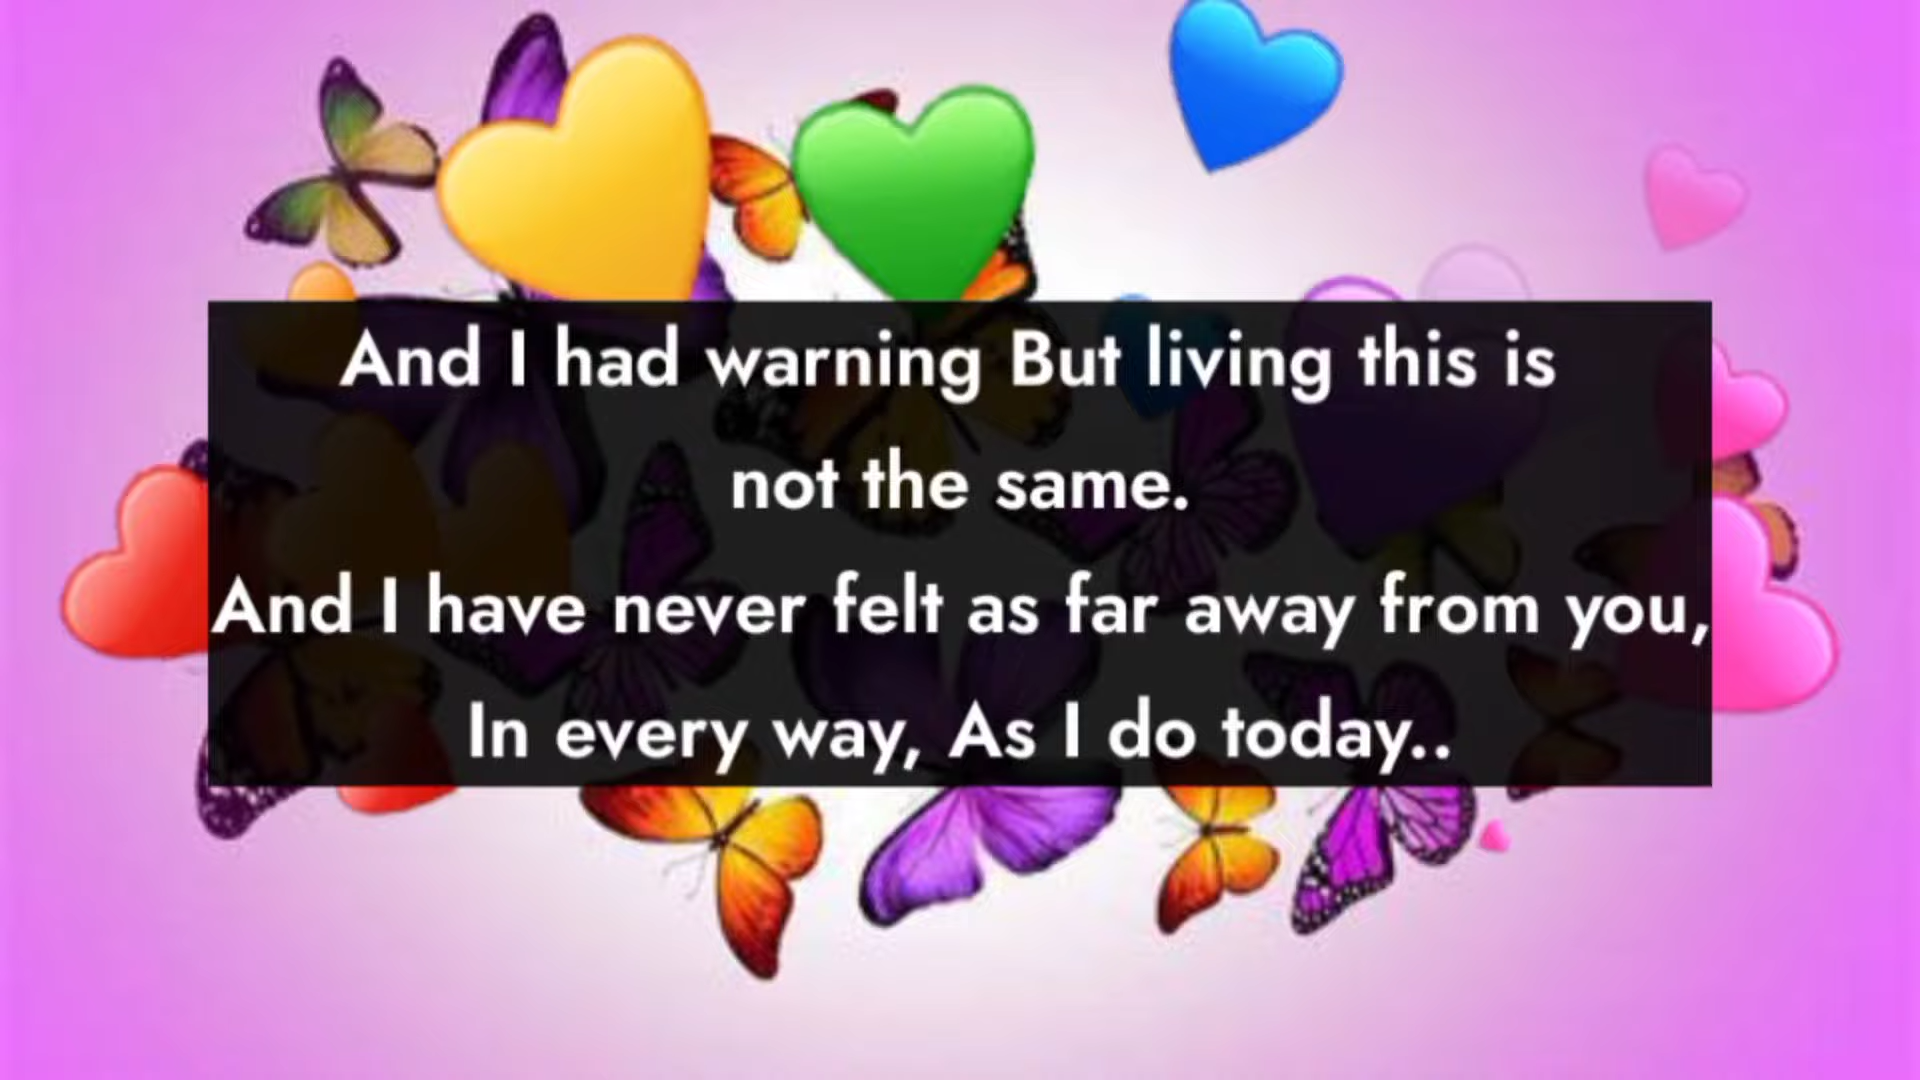 And I had warning But living this is
not the same.
And I have never felt as far away from you,
In every way, As I do today..